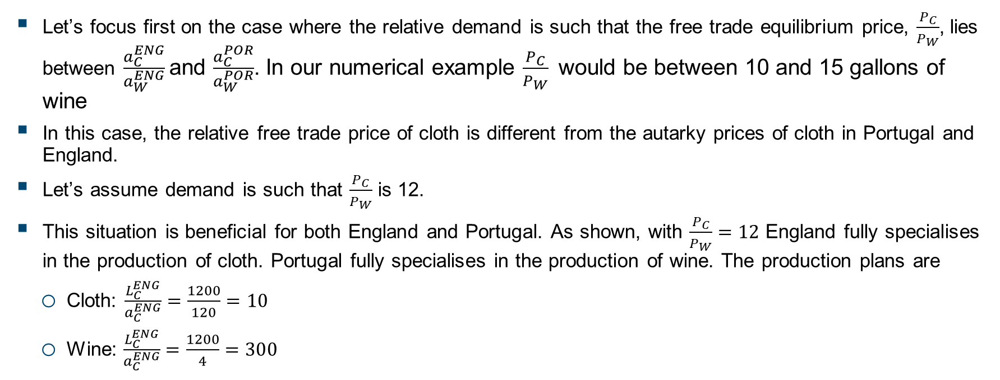 ▪ Let’s focus first on the case where the relative demand is such that the free trade equilibrium price, $\frac{P_C}{P_W}$, lies
between $\frac{a_C^{ENG}}{a_W^{ENG}}$ and $\frac{a_C^{POR}}{a_W^{POR}}$. In our numerical example $\frac{P_C}{P_W}$ would be between 10 and 15 gallons of
wine
▪ In this case, the relative free trade price of cloth is different from the autarky prices of cloth in Portugal and
England.
▪ Let’s assume demand is such that $\frac{P_C}{P_W}$ is 12.
▪ This situation is beneficial for both England and Portugal. As shown, with $\frac{P_C}{P_W} = 12$ England fully specialises
in the production of cloth. Portugal fully specialises in the production of wine. The production plans are
○ Cloth: $\frac{L_C^{ENG}}{a_C^{ENG}} = \frac{1200}{120} = 10$
○ Wine: $\frac{L_C^{ENG}}{a_C^{ENG}} = \frac{1200}{4} = 300$